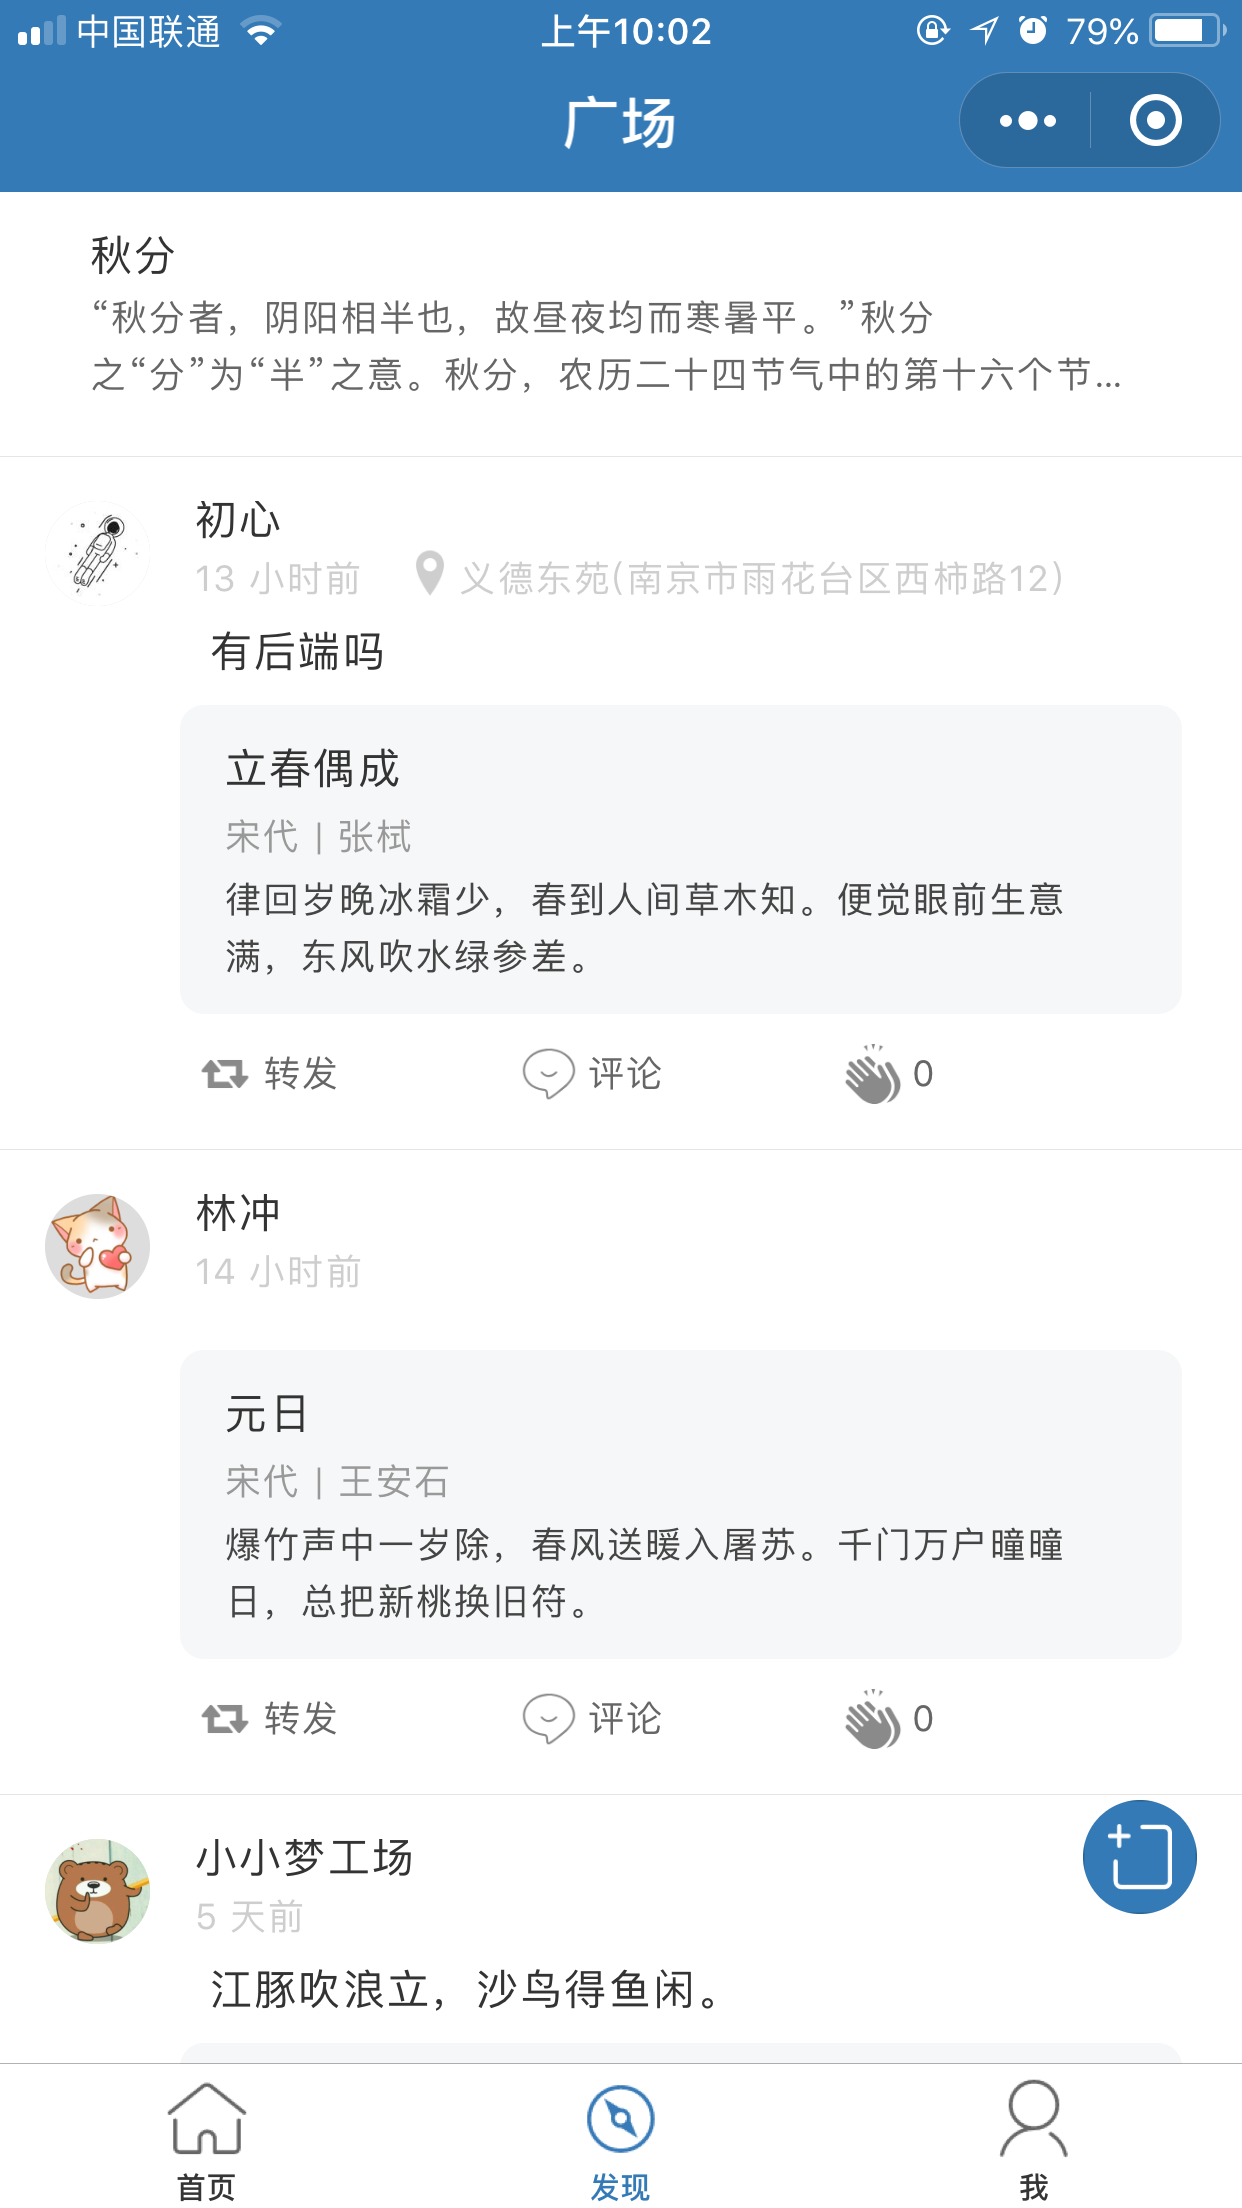 中国联通
上午10:02
79%
广场
秋分
“秋分者，阴阳相半也，故昼夜均而寒暑平。”秋分
之“分”为“半”之意。秋分，农历二十四节气中的第十六个节...
初心
13 小时前 义德东苑(南京市雨花台区西柿路12)
有后端吗
立春偶成
宋代 | 张栻
律回岁晚冰霜少，春到人间草木知。便觉眼前生意
满，东风吹水绿参差。
转发 评论 0
林冲
14 小时前
元日
宋代 | 王安石
爆竹声中一岁除，春风送暖入屠苏。千门万户曈曈
日，总把新桃换旧符。
转发 评论 0
小小梦工场
5 天前
江豚吹浪立，沙鸟得鱼闲。
首页 发现 我